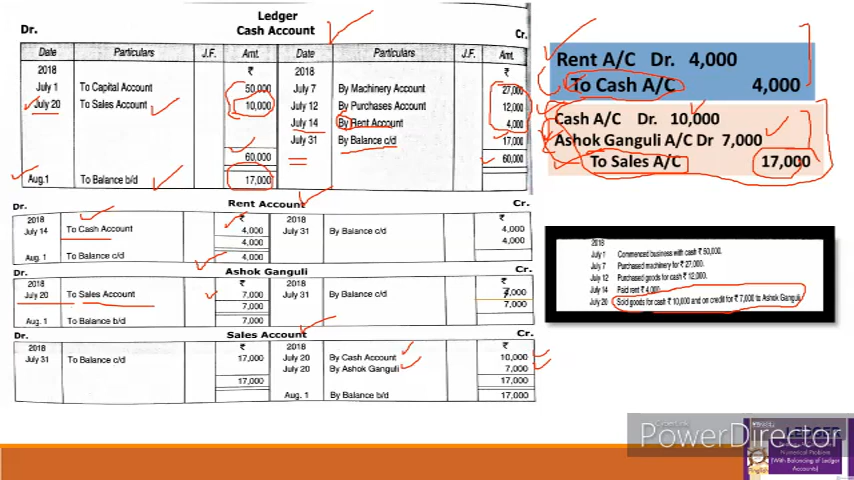 Ledger
Dr. Cash Account Cr.
Date Particulars J.F. Amt. Date Particulars J.F. Amt.
2018 ₹ 2018 ₹
July 1 To Capital Account 50,000 July 7 By Machinery Account 27,000
July 20 To Sales Account 10,000 July 12 By Purchases Account 12,000
July 14 By Rent Account 4,000
July 31 By Balance c/d 17,000
60,000 60,000
Aug.1 To Balance b/d 17,000
Dr. Rent Account Cr.
2018 ₹ 2018 ₹
July 14 To Cash Account 4,000 July 31 By Balance c/d 4,000
4,000 4,000
Aug. 1 To Balance c/d 4,000
Dr. Ashok Ganguli Cr.
2018 ₹ 2018
July 20 To Sales Account 7,000 July 31 By Balance c/d 7,000
7,000 7,000
Aug. 1 To Balance b/d 7,000
Dr. Sales Account Cr.
2018 ₹ 2018 ₹
July 31 To Balance c/d 17,000 July 20 By Cash Account 10,000
July 20 By Ashok Ganguli 7,000
17,000 17,000
Aug. 1 By Balance b/d 17,000
Rent A/C Dr. 4,000
To Cash A/C 4,000
Cash A/C Dr. 10,000
Ashok Ganguli A/C Dr 7,000
To Sales A/C 17,000
2018
July 1 Commenced business with cash ₹ 50,000.
July 7 Purchased machinery for ₹ 27,000.
July 12 Purchased goods for cash ₹ 12,000.
July 14 Paid rent ₹ 4,000.
July 20 Sold goods for cash ₹ 10,000 and on credit for ₹ 7,000 to Ashok Ganguli.
CyberLink
PowerDirector
LEDGER
Numerical Problem
(With Balancing of Ledger
Accounts)